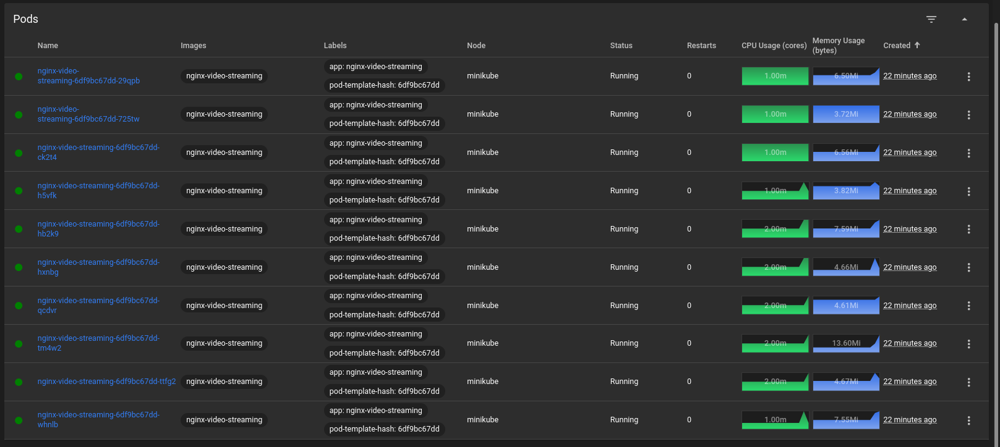 Pods
Name Images Labels Node Status Restarts CPU Usage (cores) Memory Usage (bytes) Created
nginx-video-
streaming-6df9bc67dd-29qpb
nginx-video-streaming
app: nginx-video-streaming
pod-template-hash: 6df9bc67dd
minikube Running 0 1.00m 6.50Mi 22 minutes ago
nginx-video-
streaming-6df9bc67dd-725tw
nginx-video-streaming
app: nginx-video-streaming
pod-template-hash: 6df9bc67dd
minikube Running 0 1.00m 3.72Mi 22 minutes ago
nginx-video-streaming-6df9bc67dd-
ck2t4
nginx-video-streaming
app: nginx-video-streaming
pod-template-hash: 6df9bc67dd
minikube Running 0 1.00m 6.56Mi 22 minutes ago
nginx-video-streaming-6df9bc67dd-
h5vfk
nginx-video-streaming
app: nginx-video-streaming
pod-template-hash: 6df9bc67dd
minikube Running 0 1.00m 3.82Mi 22 minutes ago
nginx-video-streaming-6df9bc67dd-
hb2k9
nginx-video-streaming
app: nginx-video-streaming
pod-template-hash: 6df9bc67dd
minikube Running 0 2.00m 7.59Mi 22 minutes ago
nginx-video-streaming-6df9bc67dd-
hxnbg
nginx-video-streaming
app: nginx-video-streaming
pod-template-hash: 6df9bc67dd
minikube Running 0 2.00m 4.66Mi 22 minutes ago
nginx-video-streaming-6df9bc67dd-
qcdvr
nginx-video-streaming
app: nginx-video-streaming
pod-template-hash: 6df9bc67dd
minikube Running 0 2.00m 4.61Mi 22 minutes ago
nginx-video-streaming-6df9bc67dd-
tm4w2
nginx-video-streaming
app: nginx-video-streaming
pod-template-hash: 6df9bc67dd
minikube Running 0 2.00m 13.60Mi 22 minutes ago
nginx-video-streaming-6df9bc67dd-ttfg2
nginx-video-streaming
app: nginx-video-streaming
pod-template-hash: 6df9bc67dd
minikube Running 0 2.00m 4.67Mi 22 minutes ago
nginx-video-streaming-6df9bc67dd-
whnlb
nginx-video-streaming
app: nginx-video-streaming
pod-template-hash: 6df9bc67dd
minikube Running 0 1.00m 7.55Mi 22 minutes ago